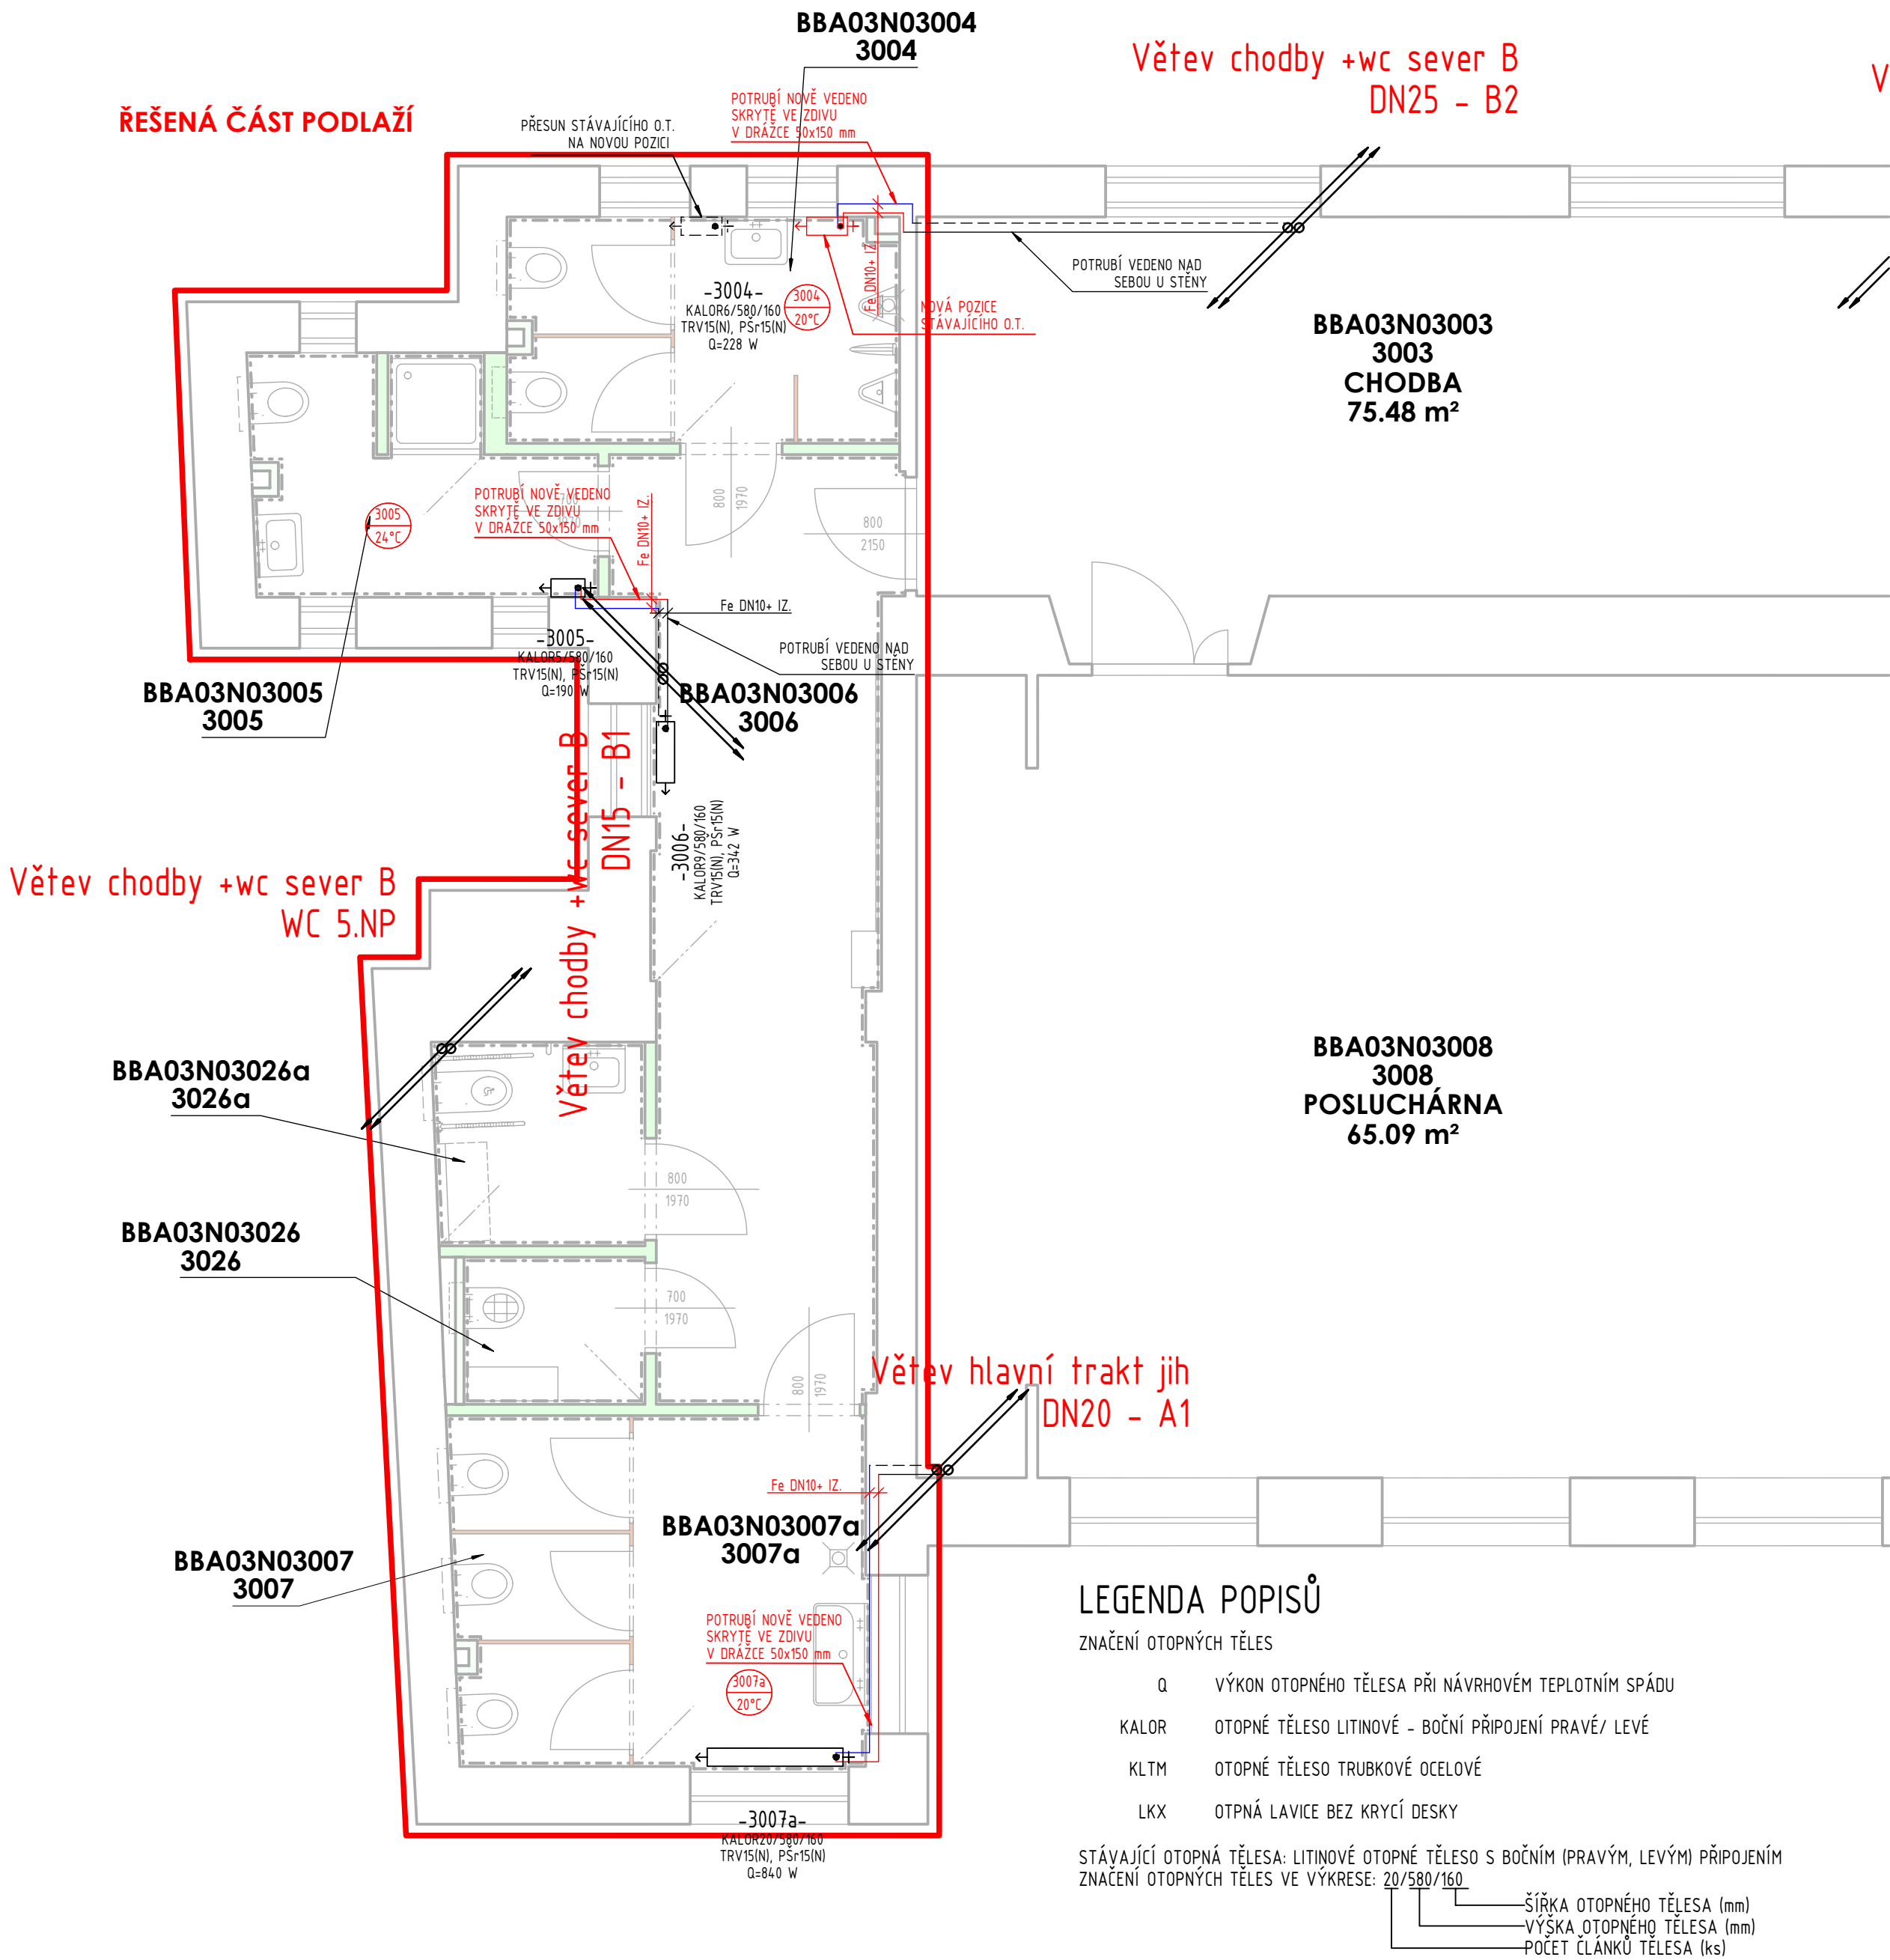 BBA03N03004
3004
Větev chodby +wc sever B
DN25 - B2
V
ŘEŠENÁ ČÁST PODLAŽÍ
PŘESUN STÁVAJÍCÍHO O.T.
NA NOVOU POZICI
POTRUBÍ NOVĚ VEDENO
SKRYTĚ VE ZDIVU
V DRÁŽCE 50x150 mm
POTRUBÍ VEDENO NAD
SEBOU U STĚNY
-3004-
KALOR6/580/160
TRV15(N), PŠr15(N)
Q=228 W
3004
20°C
Fe DN10+ IZ.
NOVÁ POZICE
STÁVAJÍCÍHO O.T.
BBA03N03003
3003
CHODBA
75.48 m²
POTRUBÍ NOVĚ VEDENO
SKRYTĚ VE ZDIVU
V DRÁŽCE 50x150 mm
700
1970
Fe DN10+ IZ.
800
1970
800
2150
3005
24°C
Fe DN10+ IZ.
-3005-
KALOR5/580/160
TRV15(N), PŠr15(N)
Q=190 W
POTRUBÍ VEDENO NAD
SEBOU U STĚNY
BBA03N03005
3005
BBA03N03006
3006
Větev chodby +wc sever B
DN15 - B1
-3006-
KALOR9/580/160
TRV15(N), PŠr15(N)
Q=342 W
Větev chodby +wc sever B
WC 5.NP
BBA03N03026a
3026a
BBA03N03008
3008
POSLUCHÁRNA
65.09 m²
800
1970
BBA03N03026
3026
700
1970
800
1970
Větev hlavní trakt jih
DN20 - A1
Fe DN10+ IZ.
BBA03N03007a
3007a
BBA03N03007
3007
POTRUBÍ NOVĚ VEDENO
SKRYTĚ VE ZDIVU
V DRÁŽCE 50x150 mm
3007a
20°C
-3007a-
KALOR20/580/160
TRV15(N), PŠr15(N)
Q=840 W
LEGENDA POPISŮ
ZNAČENÍ OTOPNÝCH TĚLES
Q VÝKON OTOPNÉHO TĚLESA PŘI NÁVRHOVÉM TEPLOTNÍM SPÁDU
KALOR OTOPNÉ TĚLESO LITINOVÉ - BOČNÍ PŘIPOJENÍ PRAVÉ/ LEVÉ
KLTM OTOPNÉ TĚLESO TRUBKOVÉ OCELOVÉ
LKX OTPNÁ LAVICE BEZ KRYCÍ DESKY
STÁVAJÍCÍ OTOPNÁ TĚLESA: LITINOVÉ OTOPNÉ TĚLESO S BOČNÍM (PRAVÝM, LEVÝM) PŘIPOJENÍM
ZNAČENÍ OTOPNÝCH TĚLES VE VÝKRESE: 20/580/160
ŠÍŘKA OTOPNÉHO TĚLESA (mm)
VÝŠKA OTOPNÉHO TĚLESA (mm)
POČET ČLÁNKŮ TĚLESA (ks)